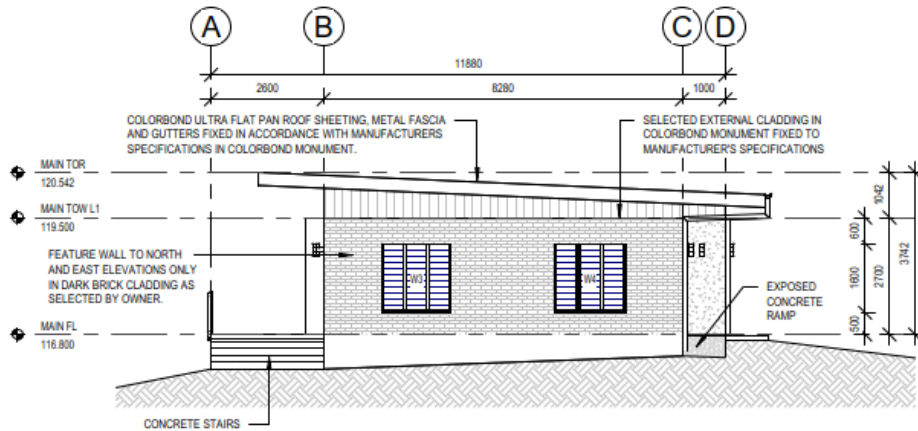 A B C D
11880
2600 8280 1000
COLORBOND ULTRA FLAT PAN ROOF SHEETING, METAL FASCIA
AND GUTTERS FIXED IN ACCORDANCE WITH MANUFACTURERS
SPECIFICATIONS IN COLORBOND MONUMENT.
SELECTED EXTERNAL CLADDING IN
COLORBOND MONUMENT FIXED TO
MANUFACTURER'S SPECIFICATIONS
MAIN TOR
120.542
MAIN TOW L1
119.500
FEATURE WALL TO NORTH
AND EAST ELEVATIONS ONLY
IN DARK BRICK CLADDING AS
SELECTED BY OWNER.
MAIN FL
116.800
W3
W4
1042
600
1600
2700
3742
500
EXPOSED
CONCRETE
RAMP
CONCRETE STAIRS